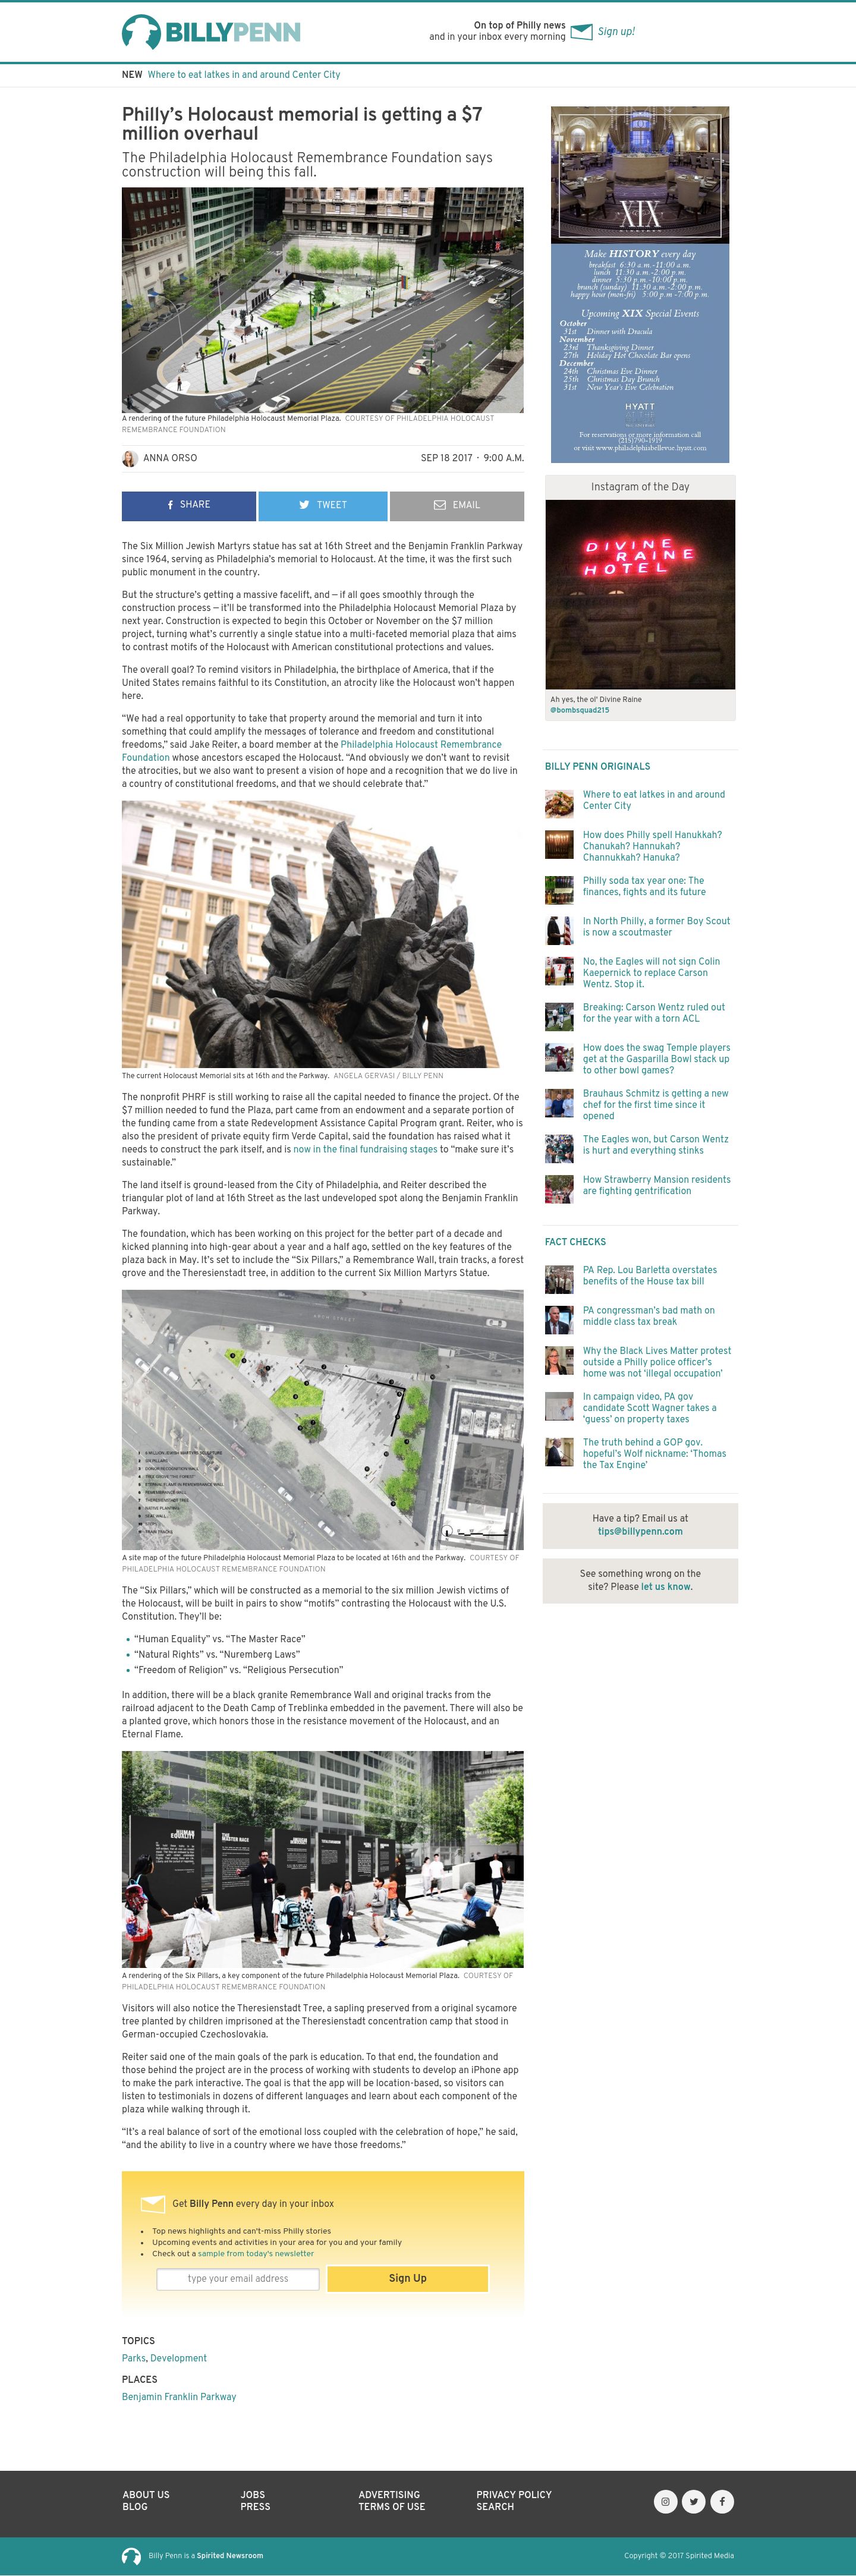 BILLYPENN
On top of Philly news
and in your inbox every morning
Sign up!
NEW Where to eat latkes in and around Center City
Philly’s Holocaust memorial is getting a $7
million overhaul
The Philadelphia Holocaust Remembrance Foundation says
construction will being this fall.
A rendering of the future Philadelphia Holocaust Memorial Plaza. COURTESY OF PHILADELPHIA HOLOCAUST
REMEMBRANCE FOUNDATION
ANNA ORSO
SEP 18 2017 · 9:00 A.M.
SHARE
TWEET
EMAIL
The Six Million Jewish Martyrs statue has sat at 16th Street and the Benjamin Franklin Parkway
since 1964, serving as Philadelphia’s memorial to Holocaust. At the time, it was the first such
public monument in the country.
But the structure’s getting a massive facelift, and — if all goes smoothly through the
construction process — it’ll be transformed into the Philadelphia Holocaust Memorial Plaza by
next year. Construction is expected to begin this October or November on the $7 million
project, turning what’s currently a single statue into a multi-faceted memorial plaza that aims
to contrast motifs of the Holocaust with American constitutional protections and values.
The overall goal? To remind visitors in Philadelphia, the birthplace of America, that if the
United States remains faithful to its Constitution, an atrocity like the Holocaust won’t happen
here.
“We had a real opportunity to take that property around the memorial and turn it into
something that could amplify the messages of tolerance and freedom and constitutional
freedoms,” said Jake Reiter, a board member at the Philadelphia Holocaust Remembrance
Foundation whose ancestors escaped the Holocaust. “And obviously we don’t want to revisit
the atrocities, but we also want to present a vision of hope and a recognition that we do live in
a country of constitutional freedoms, and that we should celebrate that.”
The current Holocaust Memorial sits at 16th and the Parkway. ANGELA GERVASI / BILLY PENN
The nonprofit PHRF is still working to raise all the capital needed to finance the project. Of the
$7 million needed to fund the Plaza, part came from an endowment and a separate portion of
the funding came from a state Redevelopment Assistance Capital Program grant. Reiter, who is
also the president of private equity firm Verde Capital, said the foundation has raised what it
needs to construct the park itself, and is now in the final fundraising stages to “make sure it’s
sustainable.”
The land itself is ground-leased from the City of Philadelphia, and Reiter described the
triangular plot of land at 16th Street as the last undeveloped spot along the Benjamin Franklin
Parkway.
The foundation, which has been working on this project for the better part of a decade and
kicked planning into high-gear about a year and a half ago, settled on the key features of the
plaza back in May. It’s set to include the “Six Pillars,” a Remembrance Wall, train tracks, a forest
grove and the Theresienstadt tree, in addition to the current Six Million Martyrs Statue.
ARCH STREET
6 MILLION JEWISH MARTYRS SCULPTURE
SIX PILLARS
DONOR RECOGNITION WALL
TREE GROVE 'THE FOREST'
ETERNAL FLAME IN REMEMBRANCE WALL
REMEMBRANCE WALL
THERESIENSTADT TREE
NATIVE PLANTING
SEAT WALL
TRAIN TRACKS
A site map of the future Philadelphia Holocaust Memorial Plaza to be located at 16th and the Parkway. COURTESY OF
PHILADELPHIA HOLOCAUST REMEMBRANCE FOUNDATION
The “Six Pillars,” which will be constructed as a memorial to the six million Jewish victims of
the Holocaust, will be built in pairs to show “motifs” contrasting the Holocaust with the U.S.
Constitution. They’ll be:
• “Human Equality” vs. “The Master Race”
• “Natural Rights” vs. “Nuremberg Laws”
• “Freedom of Religion” vs. “Religious Persecution”
In addition, there will be a black granite Remembrance Wall and original tracks from the
railroad adjacent to the Death Camp of Treblinka embedded in the pavement. There will also be
a planted grove, which honors those in the resistance movement of the Holocaust, and an
Eternal Flame.
HUMAN
EQUALITY
THE
MASTER RACE
A rendering of the Six Pillars, a key component of the future Philadelphia Holocaust Memorial Plaza. COURTESY OF
PHILADELPHIA HOLOCAUST REMEMBRANCE FOUNDATION
Visitors will also notice the Theresienstadt Tree, a sapling preserved from a original sycamore
tree planted by children imprisoned at the Theresienstadt concentration camp that stood in
German-occupied Czechoslovakia.
Reiter said one of the main goals of the park is education. To that end, the foundation and
those behind the project are in the process of working with students to develop an iPhone app
to make the park interactive. The goal is that the app will be location-based, so visitors can
listen to testimonials in dozens of different languages and learn about each component of the
plaza while walking through it.
“It’s a real balance of sort of the emotional loss coupled with the celebration of hope,” he said,
“and the ability to live in a country where we have those freedoms.”
Get Billy Penn every day in your inbox
• Top news highlights and can't-miss Philly stories
• Upcoming events and activities in your area for you and your family
• Check out a sample from today's newsletter
type your email address
Sign Up
TOPICS
Parks, Development
PLACES
Benjamin Franklin Parkway
XIX
Make HISTORY every day
breakfast 6:30 a.m.-11:00 a.m.
lunch 11:30 a.m.-2:00 p.m.
dinner 5:30 p.m.-10:00 p.m.
brunch (sunday) 11:30 a.m.-2:00 p.m.
happy hour (mon-fri) 5:00 p.m -7:00 p.m.
Upcoming XIX Special Events
October
31st Dinner with Dracula
November
23rd Thanksgiving Dinner
27th Holiday Hot Chocolate Bar opens
December
24th Christmas Eve Dinner
25th Christmas Day Brunch
31st New Year's Eve Celebration
HYATT
For reservations or more information call
(215)790-1919
or visit www.philadelphiabellevue.hyatt.com
Instagram of the Day
DIVINE
RAINE
HOTEL
Ah yes, the ol' Divine Raine
@bombsquad215
BILLY PENN ORIGINALS
Where to eat latkes in and around
Center City
How does Philly spell Hanukkah?
Chanukah? Hannukah?
Channukkah? Hanuka?
Philly soda tax year one: The
finances, fights and its future
In North Philly, a former Boy Scout
is now a scoutmaster
No, the Eagles will not sign Colin
Kaepernick to replace Carson
Wentz. Stop it.
Breaking: Carson Wentz ruled out
for the year with a torn ACL
How does the swag Temple players
get at the Gasparilla Bowl stack up
to other bowl games?
Brauhaus Schmitz is getting a new
chef for the first time since it
opened
The Eagles won, but Carson Wentz
is hurt and everything stinks
How Strawberry Mansion residents
are fighting gentrification
FACT CHECKS
PA Rep. Lou Barletta overstates
benefits of the House tax bill
PA congressman’s bad math on
middle class tax break
Why the Black Lives Matter protest
outside a Philly police officer’s
home was not ‘illegal occupation’
In campaign video, PA gov
candidate Scott Wagner takes a
‘guess’ on property taxes
The truth behind a GOP gov.
hopeful’s Wolf nickname: ‘Thomas
the Tax Engine’
Have a tip? Email us at
tips@billypenn.com
See something wrong on the
site? Please let us know.
ABOUT US
BLOG
JOBS
PRESS
ADVERTISING
TERMS OF USE
PRIVACY POLICY
SEARCH
Billy Penn is a Spirited Newsroom
Copyright © 2017 Spirited Media